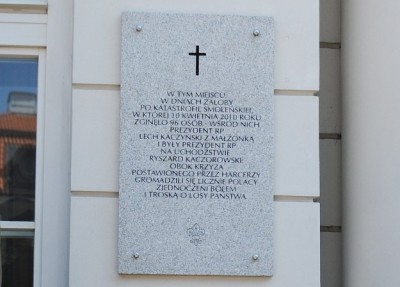 W TYM MIEJSCU,
W DNIACH ŻAŁOBY
PO KATASTROFIE SMOLEŃSKIEJ,
W KTÓREJ 10 KWIETNIA 2010 ROKU
ZGINĘŁO 96 OSÓB - WŚRÓD NICH
PREZYDENT RP
LECH KACZYŃSKI Z MAŁŻONKĄ
I BYŁY PREZYDENT RP
NA UCHODŹSTWIE
RYSZARD KACZOROWSKI
OBOK KRZYŻA
POSTAWIONEGO PRZEZ HARCERZY
GROMADZILI SIĘ LICZNIE POLACY
ZJEDNOCZENI BÓLEM
I TROSKĄ O LOSY PAŃSTWA